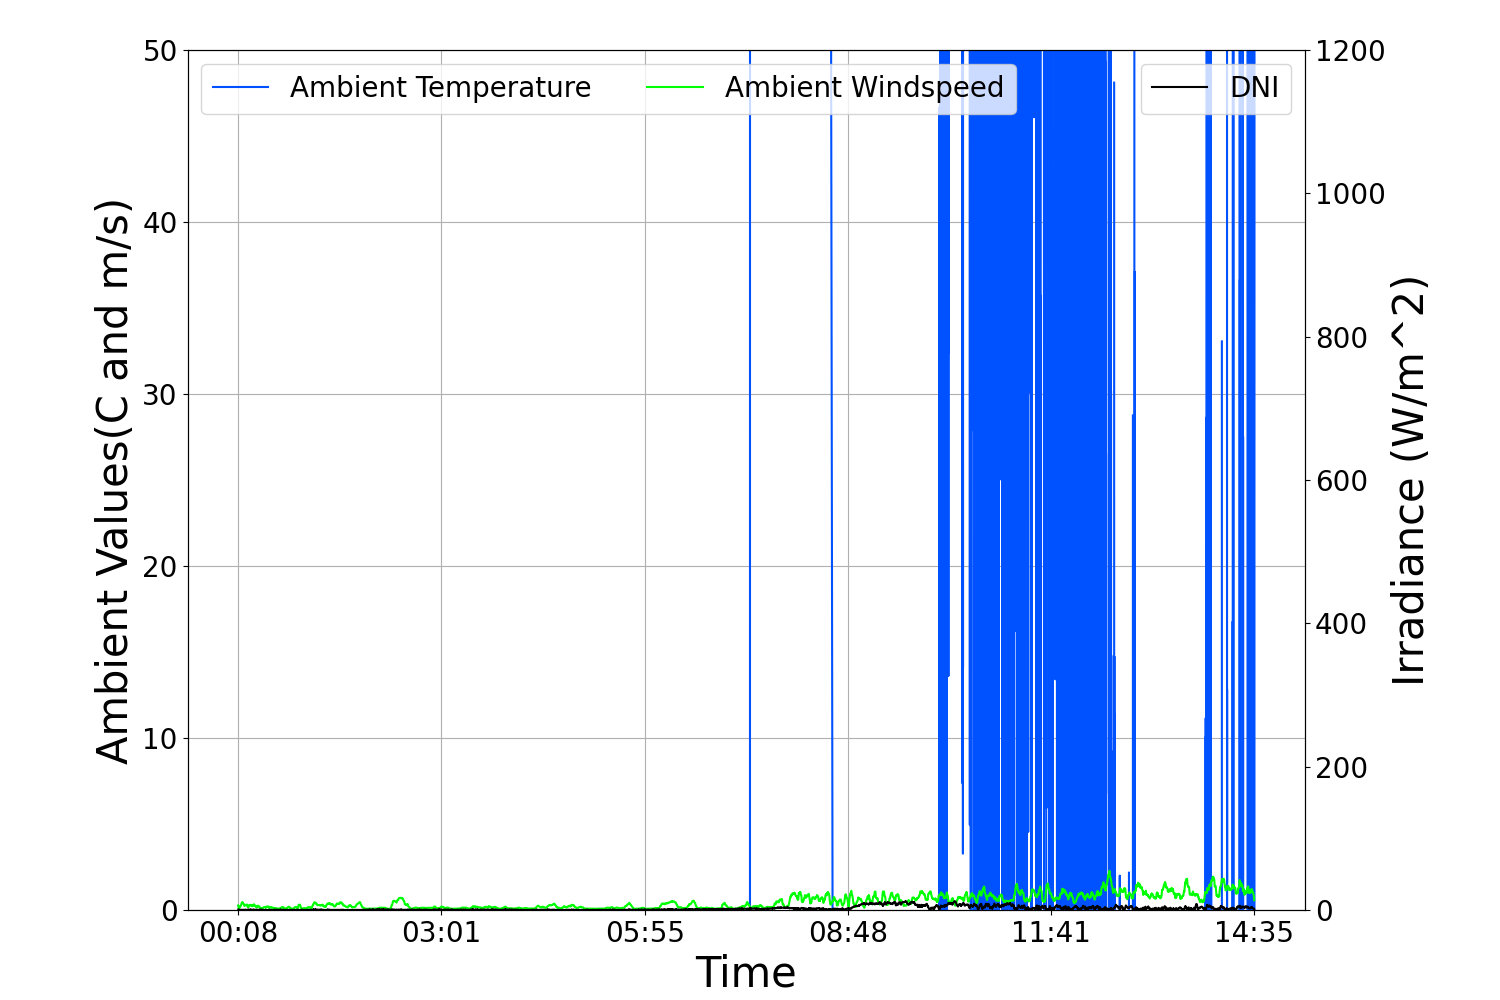 Ambient Temperature
Ambient Windspeed
DNI
50
40
30
20
10
0
Ambient Values(C and m/s)
1200
1000
800
600
400
200
0
Irradiance (W/m^2)
00:08 03:01 05:55 08:48 11:41 14:35
Time